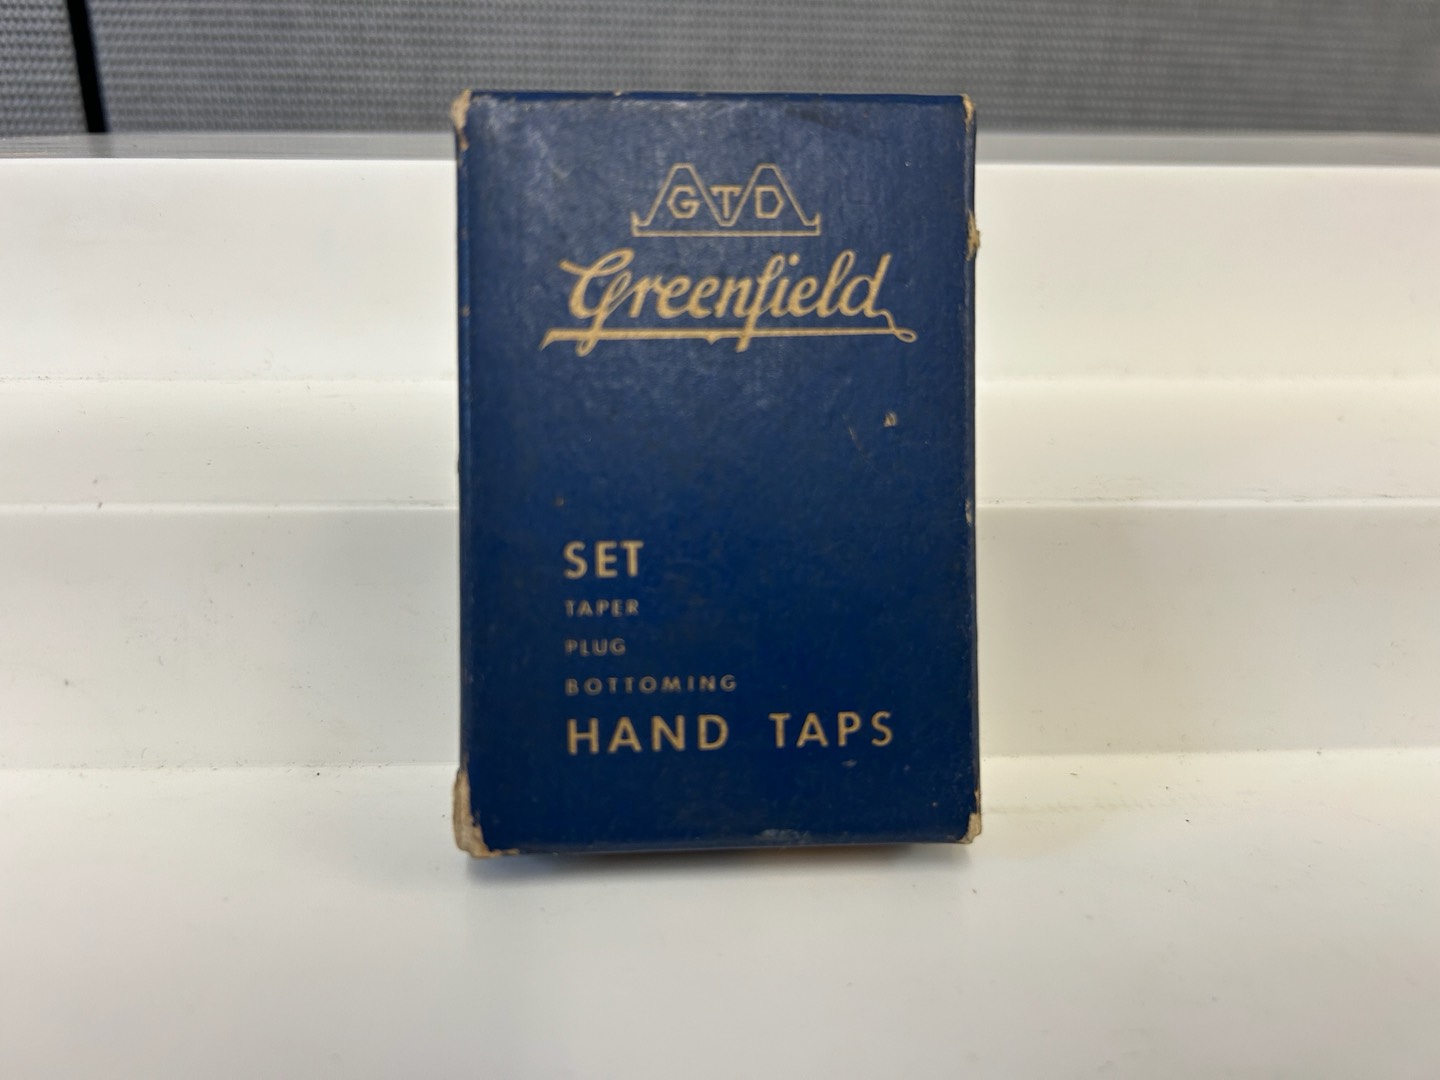 GTD
Greenfield
SET
TAPER
PLUG
BOTTOMING
HAND TAPS